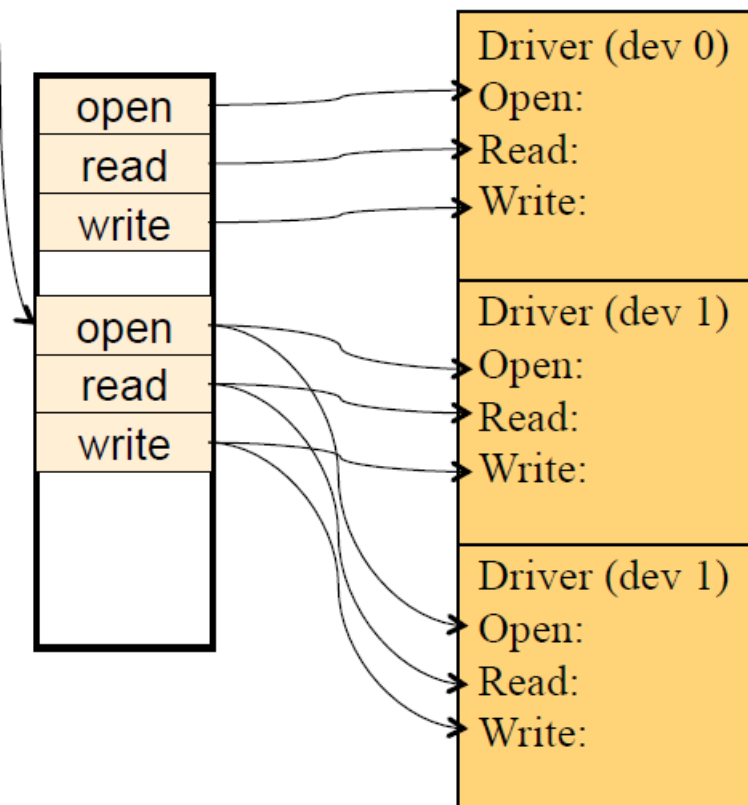 open
read
write
open
read
write
Driver (dev 0)
Open:
Read:
Write:
Driver (dev 1)
Open:
Read:
Write:
Driver (dev 1)
Open:
Read:
Write: